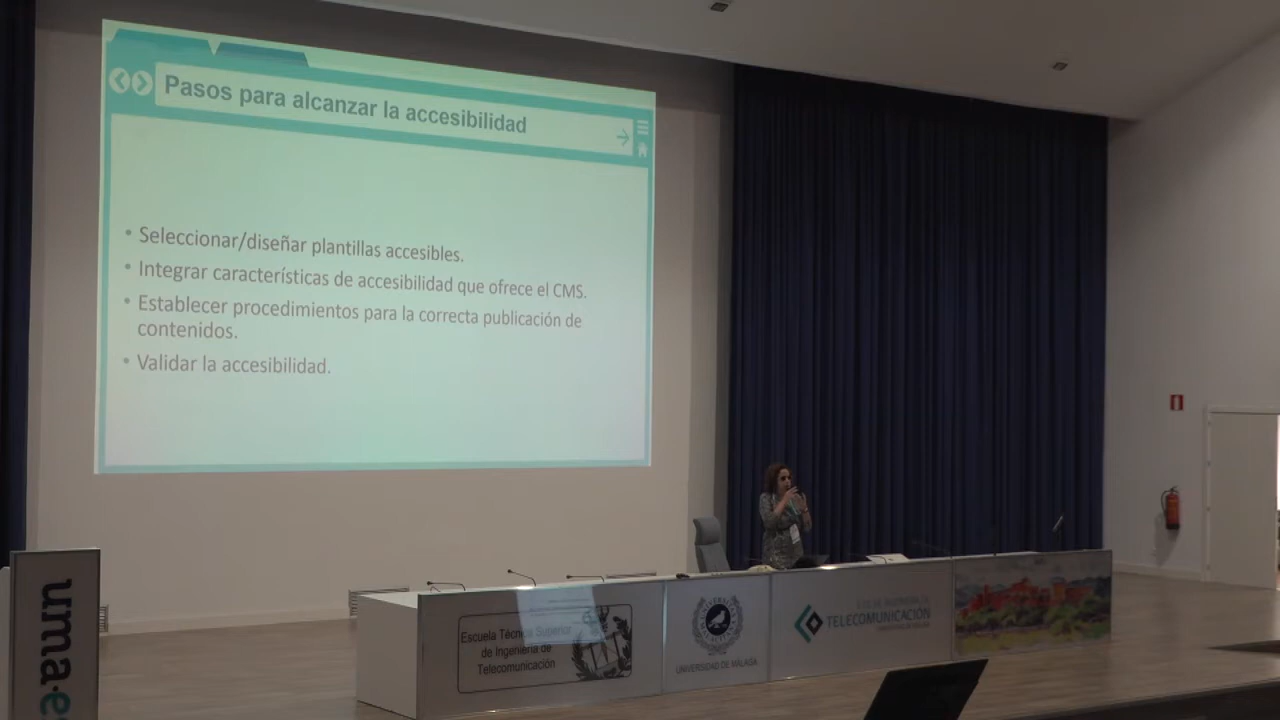 Pasos para alcanzar la accesibilidad
• Seleccionar/diseñar plantillas accesibles.
• Integrar características de accesibilidad que ofrece el CMS.
• Establecer procedimientos para la correcta publicación de
contenidos.
• Validar la accesibilidad.
Escuela Técnica Superior
de Ingeniería de
Telecomunicación
UNIVERSIDAD DE MÁLAGA
TELECOMUNICACIÓN
uma.e